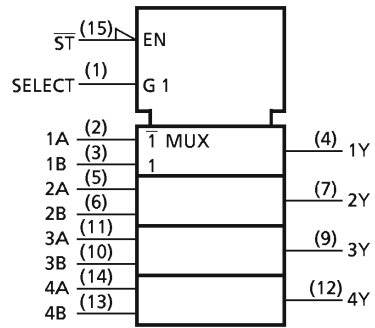 S̅T̅ (15) EN
SELECT (1) G 1
1A (2) 1̅ MUX (4) 1Y
1B (3) 1
2A (5) (7) 2Y
2B (6)
3A (11) (9) 3Y
3B (10)
4A (14) (12) 4Y
4B (13)